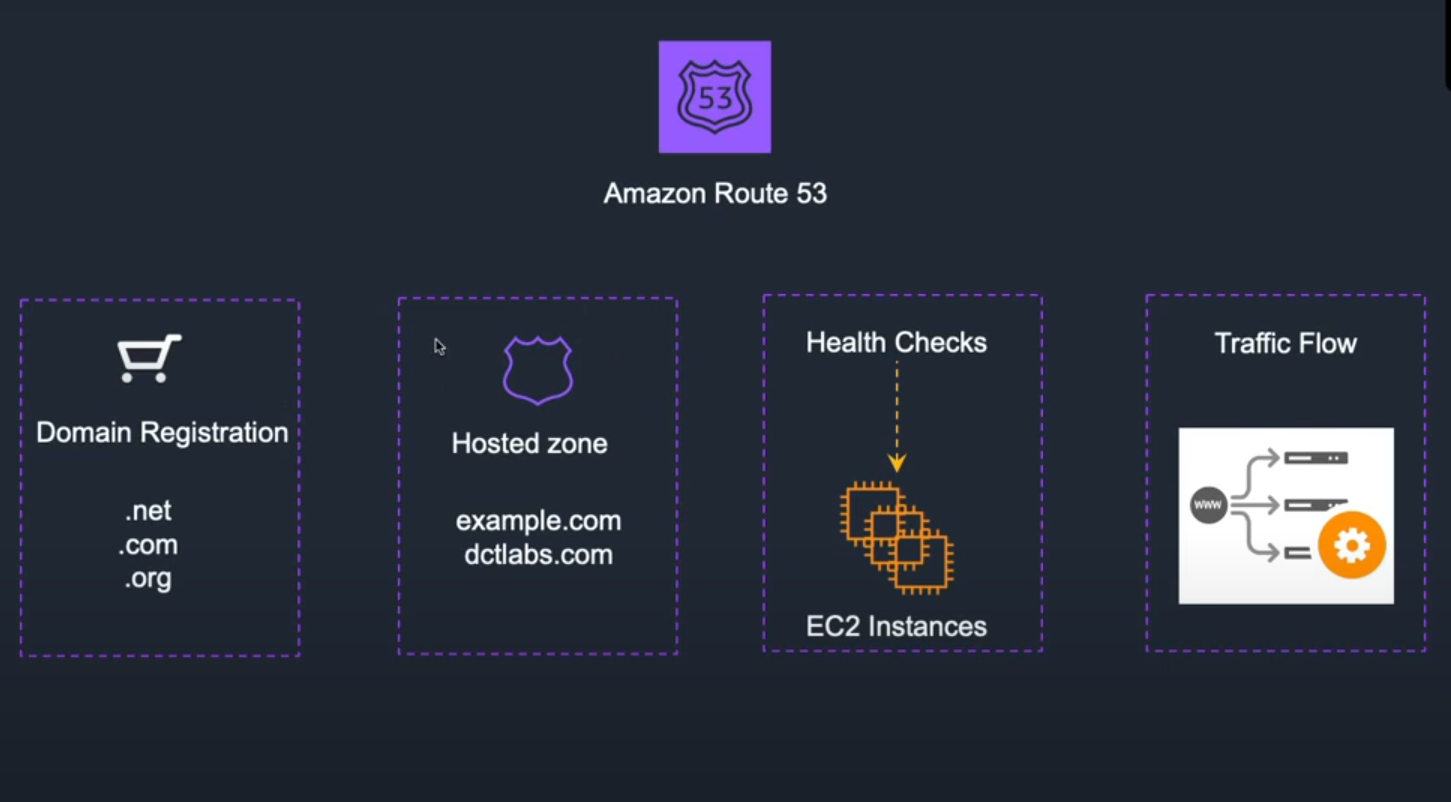 53
Amazon Route 53
Domain Registration
.net
.com
.org
Hosted zone
example.com
dctlabs.com
Health Checks
EC2 Instances
Traffic Flow
www